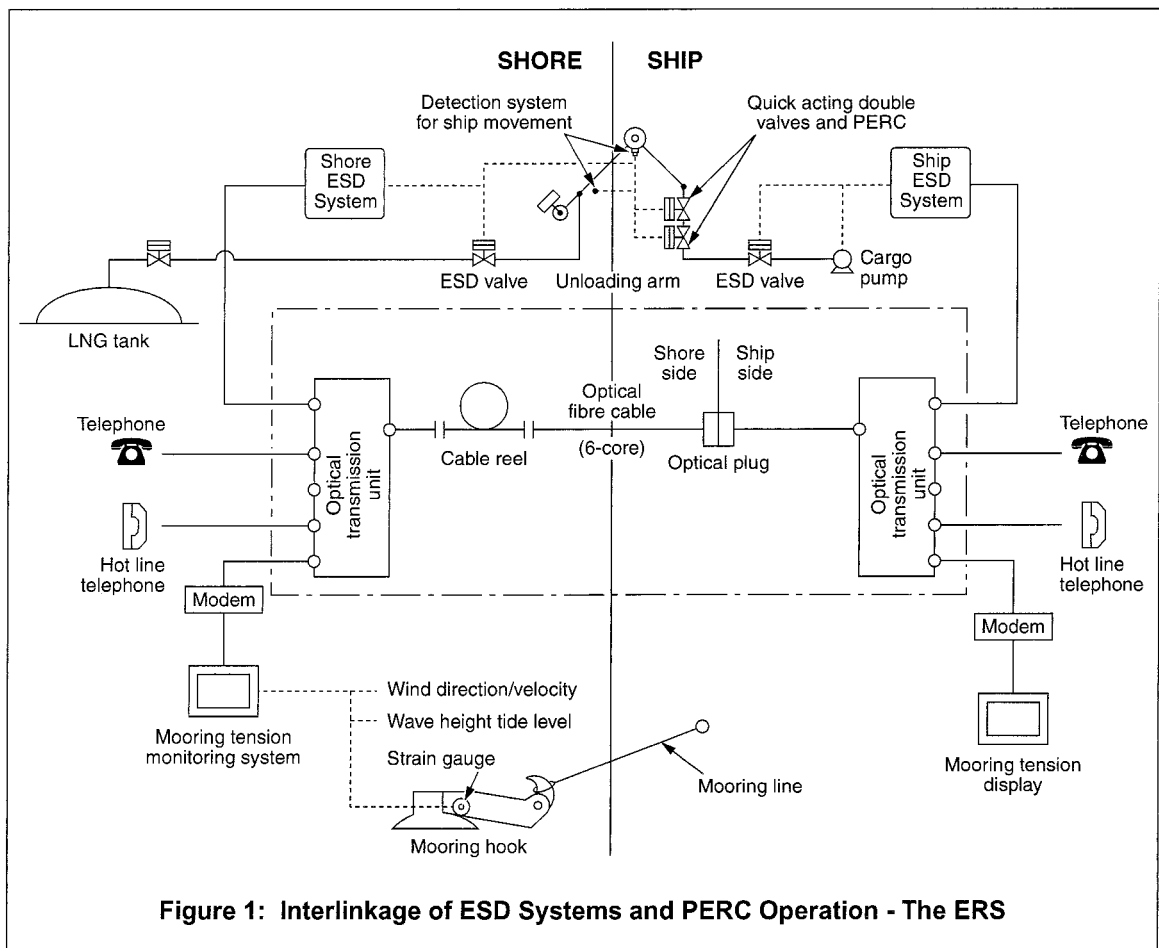 SHORE
SHIP
Detection system
for ship movement
Quick acting double
valves and PERC
Shore
ESD
System
Ship
ESD
System
ESD valve
Unloading arm
ESD valve
Cargo
pump
LNG tank
Shore
side
Ship
side
Optical
fibre cable
(6-core)
Telephone
Optical
transmission
unit
Cable reel
Optical plug
Optical
transmission
unit
Telephone
Hot line
telephone
Hot line
telephone
Modem
Modem
Wind direction/velocity
Wave height tide level
Mooring tension
monitoring system
Strain gauge
Mooring line
Mooring tension
display
Mooring hook
Figure 1: Interlinkage of ESD Systems and PERC Operation - The ERS